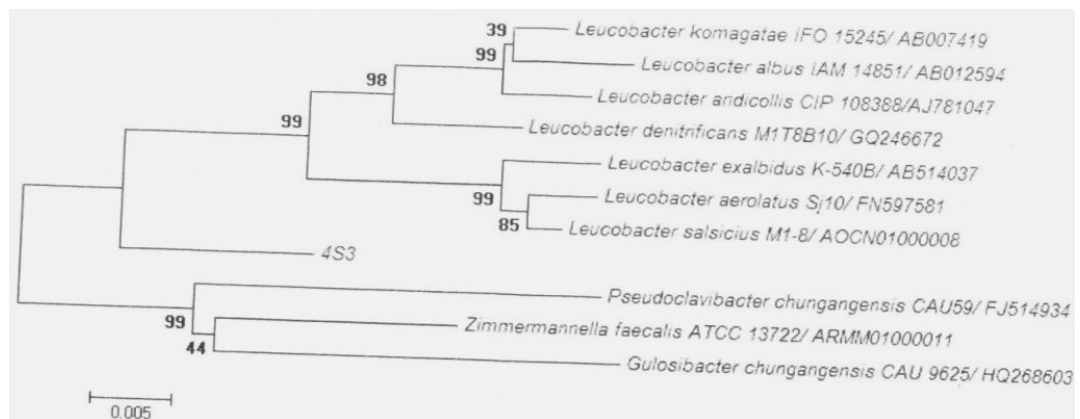 39
Leucobacter komagatae IFO 15245/ AB007419
99
Leucobacter albus IAM 14851/ AB012594
98
Leucobacter aridicollis CIP 108388/AJ781047
99
Leucobacter denitrificans M1T8B10/ GQ246672
Leucobacter exalbidus K-540B/ AB514037
99
Leucobacter aerolatus Sj10/ FN597581
85
Leucobacter salsicius M1-8/ AOCN01000008
4S3
Pseudoclavibacter chungangensis CAU59/ FJ514934
99
Zimmermannella faecalis ATCC 13722/ ARMM01000011
44
Gulosibacter chungangensis CAU 9625/ HQ268603
0.005